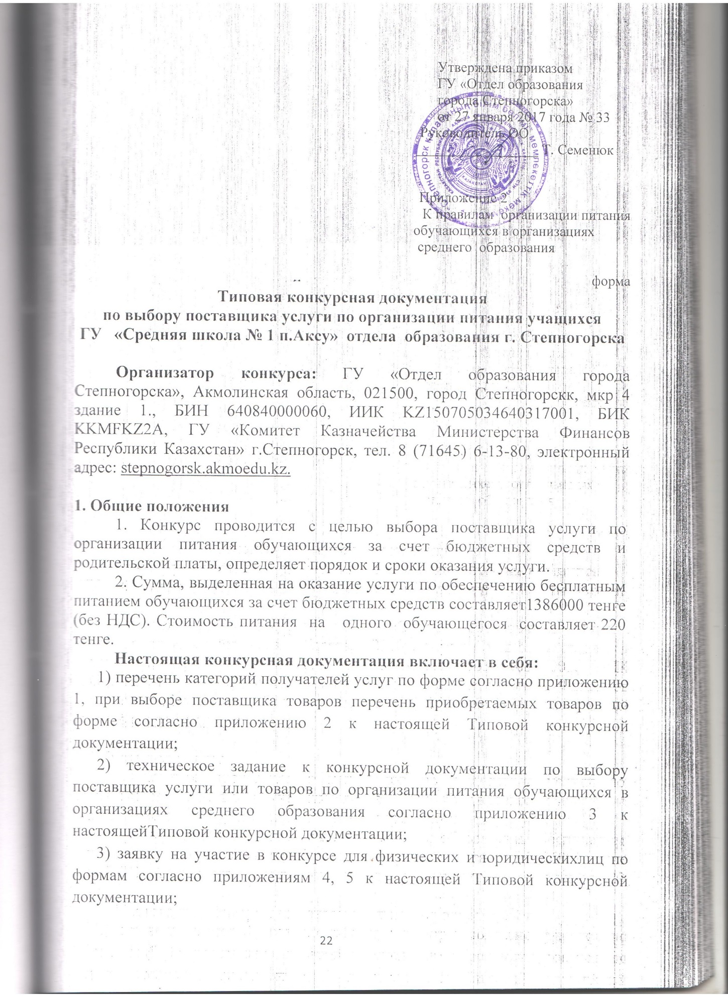 Утверждена приказом
ГУ «Отдел образования
города Степногорска»
от 27 января 2017 года № 33
Руководитель ОО
Т. Семенюк
Приложение 2
К правилам организации питания
обучающихся в организациях
среднего образования
форма
Типовая конкурсная документация
по выбору поставщика услуги по организации питания учащихся
ГУ «Средняя школа № 1 п.Аксу» отдела образования г. Степногорска
Организатор конкурса: ГУ «Отдел образования города
Степногорска», Акмолинская область, 021500, город Степногорскк, мкр 4
здание 1., БИН 640840000060, ИИК KZ150705034640317001, БИК
KKMFKZ2A, ГУ «Комитет Казначейства Министерства Финансов
Республики Казахстан» г.Степногорск, тел. 8 (71645) 6-13-80, электронный
адрес: stepnogorsk.akmoedu.kz.
1. Общие положения
1. Конкурс проводится с целью выбора поставщика услуги по
организации питания обучающихся за счет бюджетных средств и
родительской платы, определяет порядок и сроки оказания услуги.
2. Сумма, выделенная на оказание услуги по обеспечению бесплатным
питанием обучающихся за счет бюджетных средств составляет1386000 тенге
(без НДС). Стоимость питания на одного обучающегося составляет 220
тенге.
Настоящая конкурсная документация включает в себя:
1) перечень категорий получателей услуг по форме согласно приложению
1, при выборе поставщика товаров перечень приобретаемых товаров по
форме согласно приложению 2 к настоящей Типовой конкурсной
документации;
2) техническое задание к конкурсной документации по выбору
поставщика услуги или товаров по организации питания обучающихся в
организациях среднего образования согласно приложению 3 к
настоящейТиповой конкурсной документации;
3) заявку на участие в конкурсе для физических и юридическихлиц по
формам согласно приложениям 4, 5 к настоящей Типовой конкурсной
документации;
22